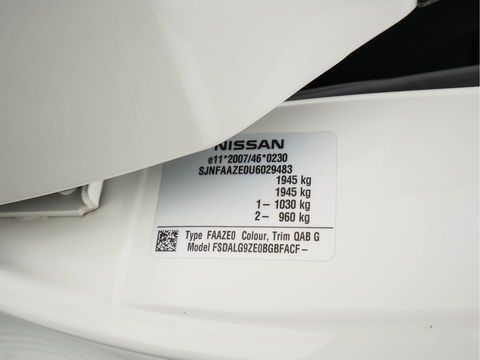 NISSAN
e11*2007/46*0230
SJNFAAZE0U6029483
1945 kg
1945 kg
1– 1030 kg
2– 960 kg
Type FAAZE0 Colour, Trim QAB G
Model FSDALG9ZE0BGBFACF–